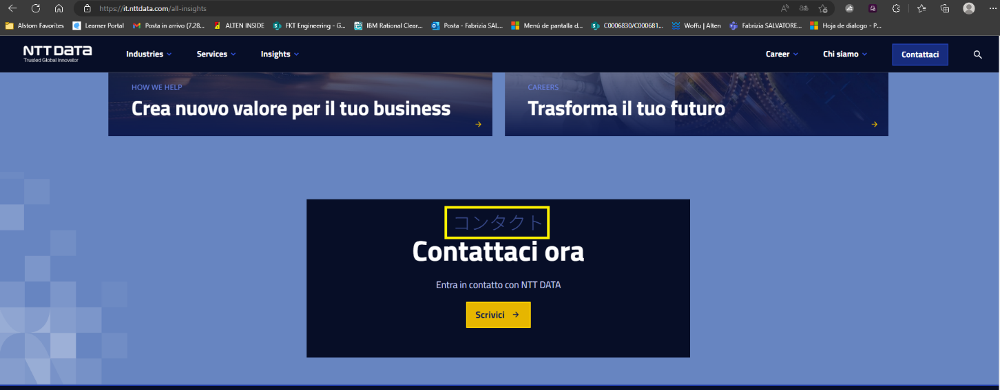 https://it.nttdata.com/all-insights
Alstom Favorites Learner Portal Posta in arrivo (7.28... ALTEN INSIDE FKT Engineering - G... IBM Rational Clear... Posta - Fabrizia SAL... Menú de pantalla d... C0006830/C000681... Woffu | Alten Fabrizia SALVATORE... Hoja de dialogo - P...
NTT DATA
Trusted Global Innovator
Industries Services Insights Career Chi siamo Contattaci
HOW WE HELP
Crea nuovo valore per il tuo business
CAREERS
Trasforma il tuo futuro
コンタクト
Contattaci ora
Entra in contatto con NTT DATA
Scrivici